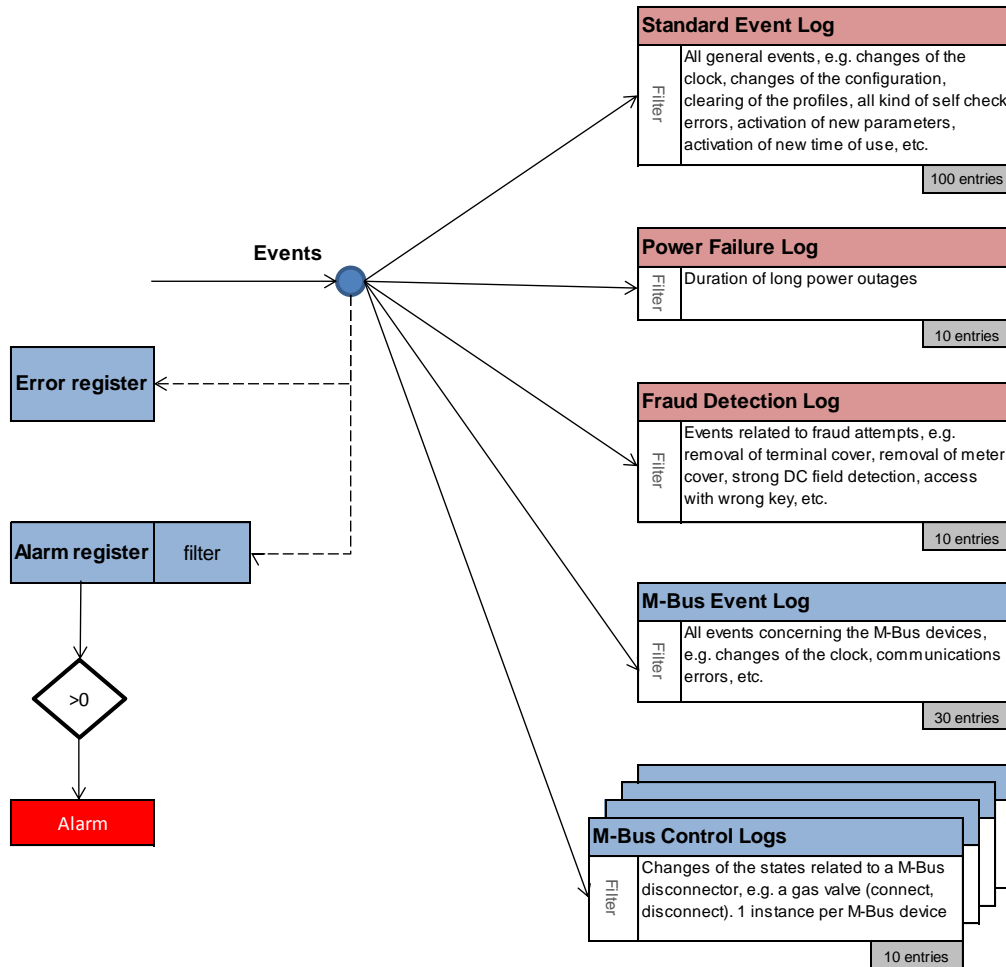 Standard Event Log
Filter
All general events, e.g. changes of the
clock, changes of the configuration,
clearing of the profiles, all kind of self check
errors, activation of new parameters,
activation of new time of use, etc.
100 entries
Events
Power Failure Log
Filter
Duration of long power outages
10 entries
Error register
Fraud Detection Log
Filter
Events related to fraud attempts, e.g.
removal of terminal cover, removal of meter
cover, strong DC field detection, access
with wrong key, etc.
10 entries
Alarm register
filter
M-Bus Event Log
Filter
All events concerning the M-Bus devices,
e.g. changes of the clock, communications
errors, etc.
30 entries
>0
Alarm
M-Bus Control Logs
Filter
Changes of the states related to a M-Bus
disconnector, e.g. a gas valve (connect,
disconnect). 1 instance per M-Bus device
10 entries